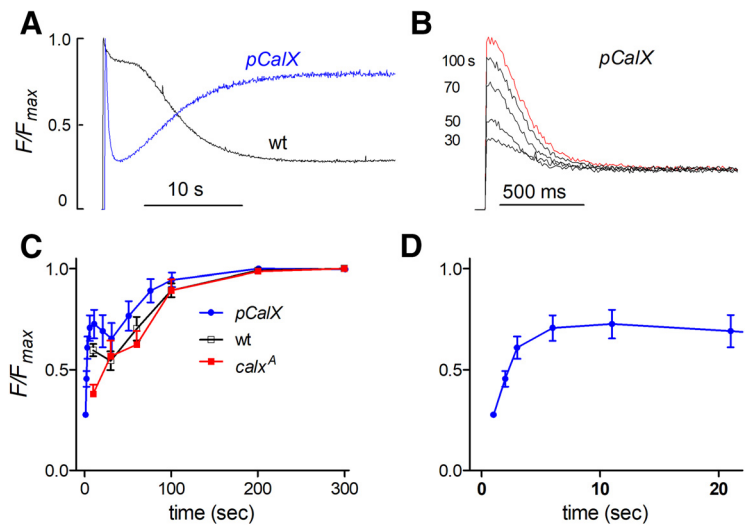 A
F/Fmax
1.0
0.5
0
pCalX
wt
10 s
B
pCalX
100 s
70
50
30
500 ms
C
F/Fmax
1.0
0.5
0.0
pCalX
wt
calxA
0 100 200 300
time (sec)
D
1.0
0.5
0.0
0 10 20
time (sec)